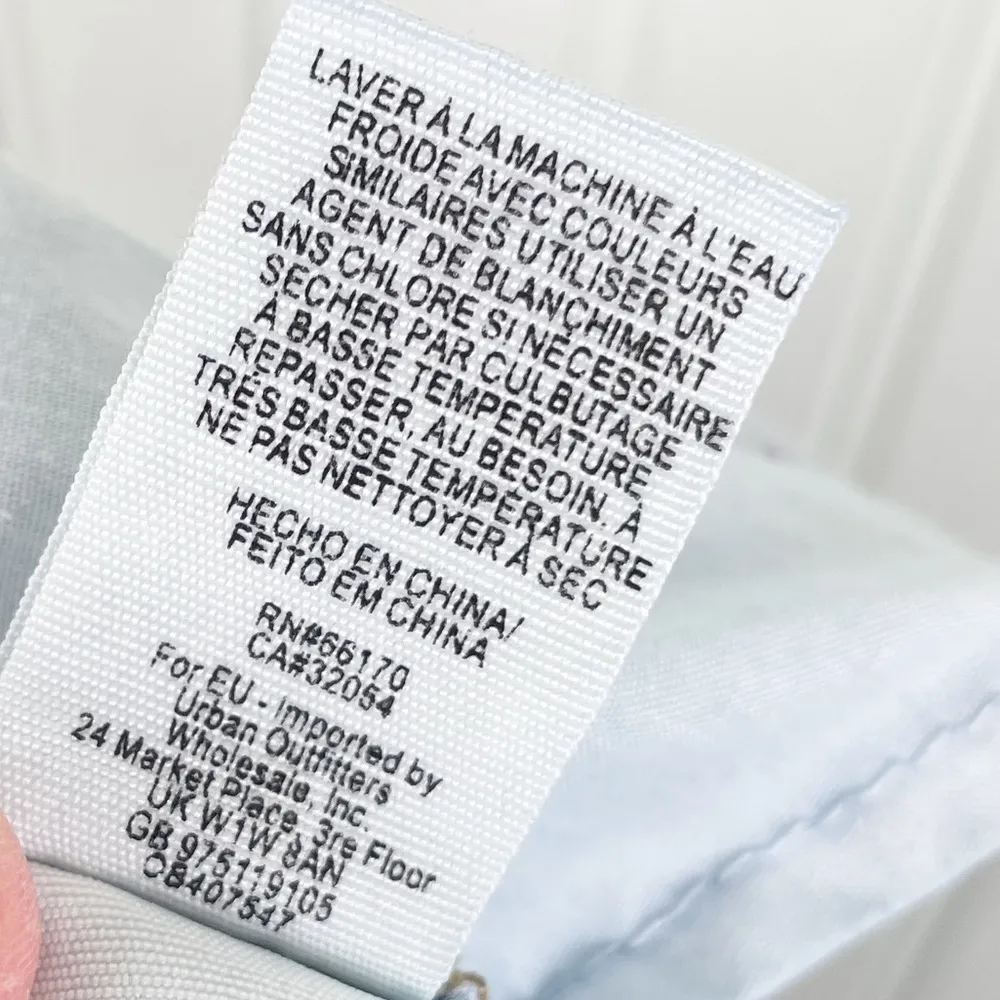 LAVER À LA MACHINE À L'EAU
FROIDE AVEC COULEURS
SIMILAIRES UTILISER UN
AGENT DE BLANÇHIMENT
SANS CHLORE SI NÉCESSAIRE
SÉCHER PAR CULBUTAGE
À BASSE TEMPÉRATURE
REPASSER, AU BESOIN. À
TRÈS BASSE TEMPÉRATURE
NE PAS NETTOYER À SEC
HECHO EN CHINA/
FEITO EM CHINA
RN#66170
CA#32054
For EU - Imported by
Urban Outfitters
Wholesale, Inc.
24 Market Place, 3re Floor
UK W1W 8AN
GB 975119105
OB407547